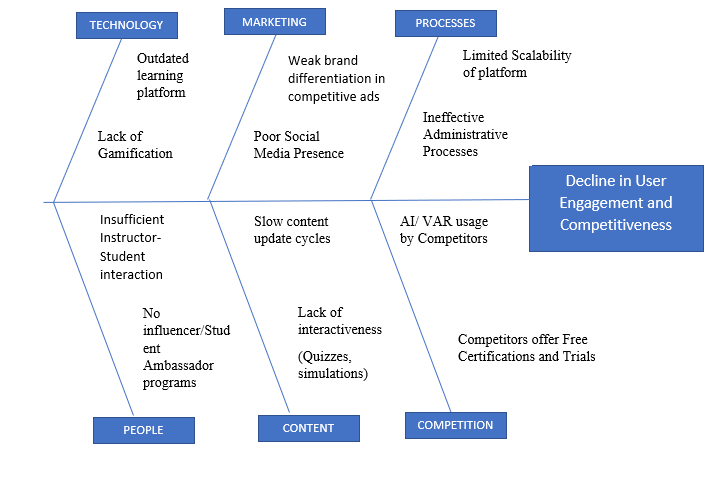 TECHNOLOGY
MARKETING
PROCESSES
Outdated
learning
platform
Weak brand
differentiation in
competitive ads
Limited Scalability
of platform
Lack of
Gamification
Poor Social
Media Presence
Ineffective
Administrative
Processes
Decline in User
Engagement and
Competitiveness
Insufficient
Instructor-
Student
interaction
Slow content
update cycles
AI/ VAR usage
by Competitors
No
influencer/Stud
ent
Ambassador
programs
Lack of
interactiveness
(Quizzes,
simulations)
Competitors offer Free
Certifications and Trials
PEOPLE
CONTENT
COMPETITION